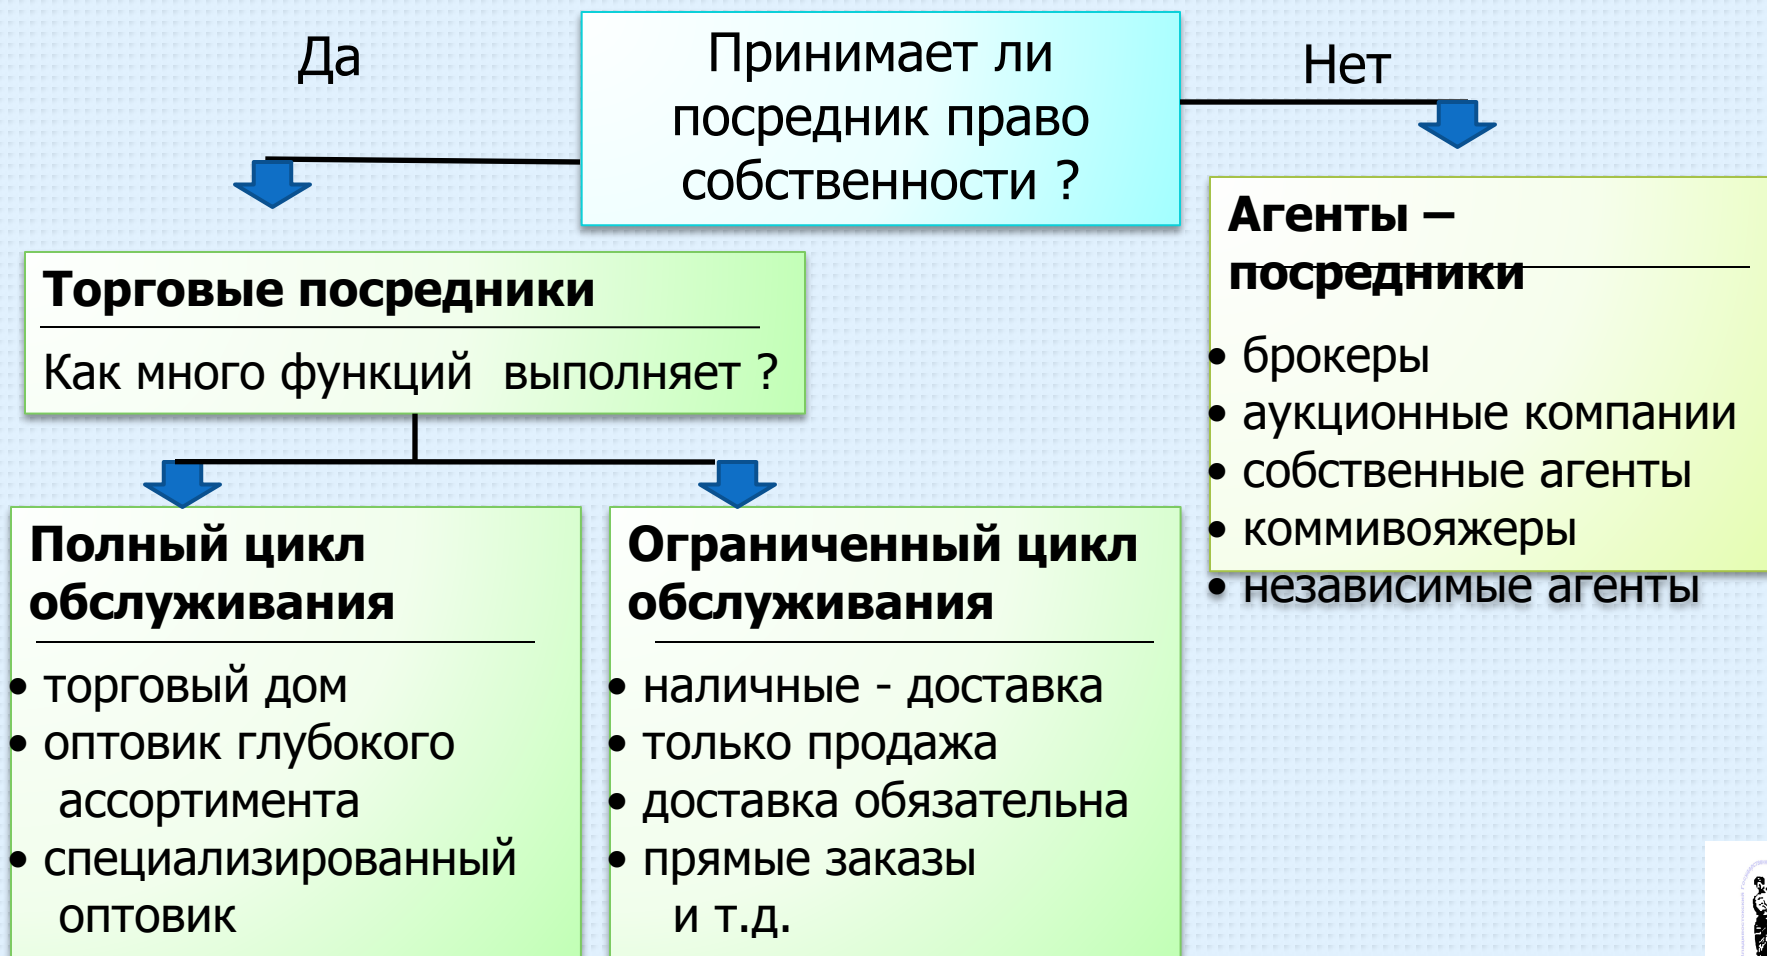 Да
Принимает ли
посредник право
собственности ?
Нет
Торговые посредники
Как много функций выполняет ?
Агенты –
посредники
• брокеры
• аукционные компании
• собственные агенты
• коммивояжеры
• независимые агенты
Полный цикл
обслуживания
• торговый дом
• оптовик глубокого
ассортимента
• специализированный
оптовик
Ограниченный цикл
обслуживания
• наличные - доставка
• только продажа
• доставка обязательна
• прямые заказы
и т.д.